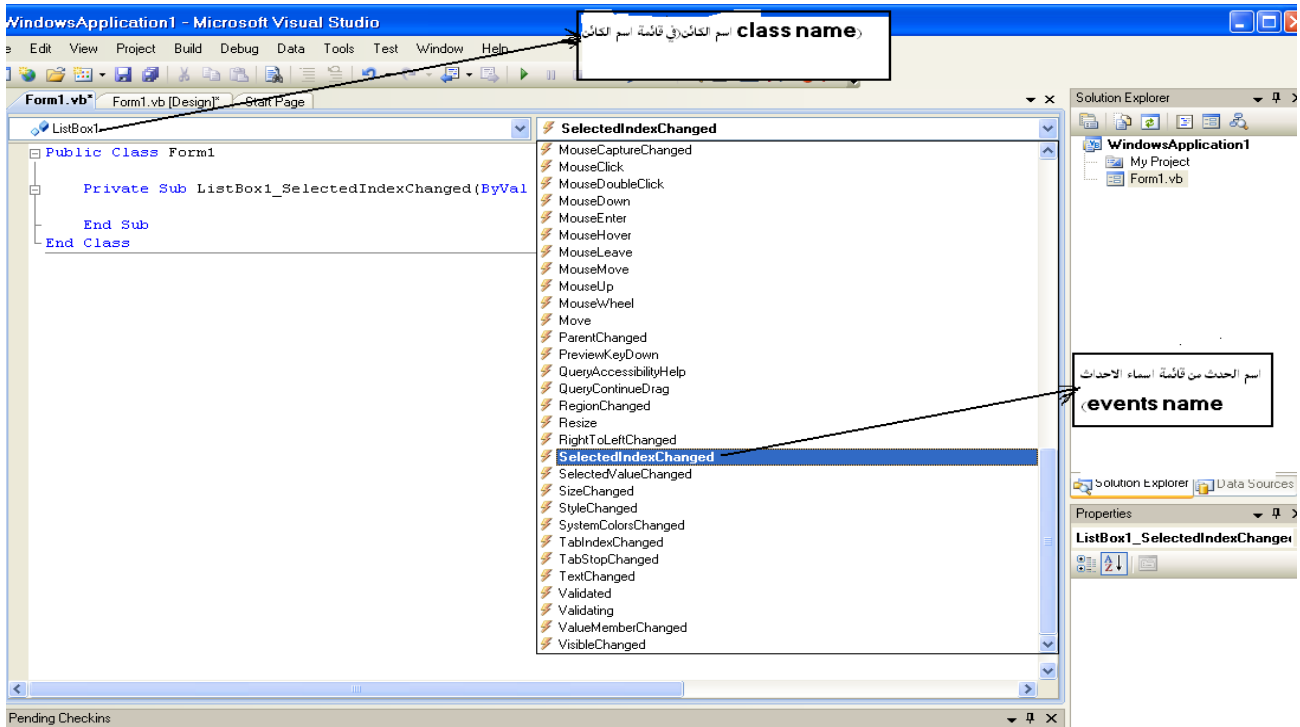 WindowsApplication1 - Microsoft Visual Studio
Edit View Project Build Debug Data Tools Test Window Help
(class name اسم الكائن(في قائمة اسم الكائن
Form1.vb* Form1.vb [Design]* Start Page
ListBox1
SelectedIndexChanged
Public Class Form1
Private Sub ListBox1_SelectedIndexChanged(ByVal
End Sub
End Class
MouseCaptureChanged
MouseClick
MouseDoubleClick
MouseDown
MouseEnter
MouseHover
MouseLeave
MouseMove
MouseUp
MouseWheel
Move
ParentChanged
PreviewKeyDown
QueryAccessibilityHelp
QueryContinueDrag
RegionChanged
Resize
RightToLeftChanged
SelectedIndexChanged
SelectedValueChanged
SizeChanged
StyleChanged
SystemColorsChanged
TabIndexChanged
TabStopChanged
TextChanged
Validated
Validating
ValueMemberChanged
VisibleChanged
Solution Explorer
WindowsApplication1
My Project
Form1.vb
اسم الحدث من قائمة اسماء الاحداث
(events name
Solution Explorer Data Sources
Properties
ListBox1_SelectedIndexChange
Pending Checkins